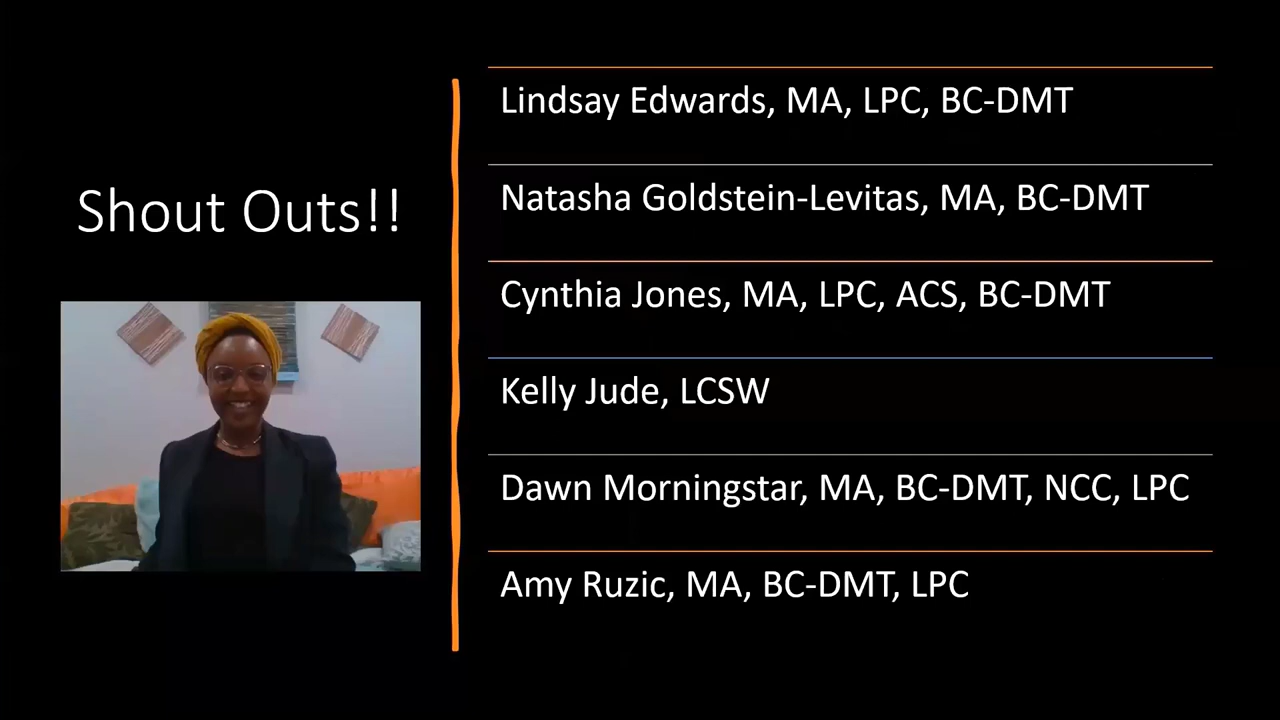 Shout Outs!!
Lindsay Edwards, MA, LPC, BC-DMT
Natasha Goldstein-Levitas, MA, BC-DMT
Cynthia Jones, MA, LPC, ACS, BC-DMT
Kelly Jude, LCSW
Dawn Morningstar, MA, BC-DMT, NCC, LPC
Amy Ruzic, MA, BC-DMT, LPC